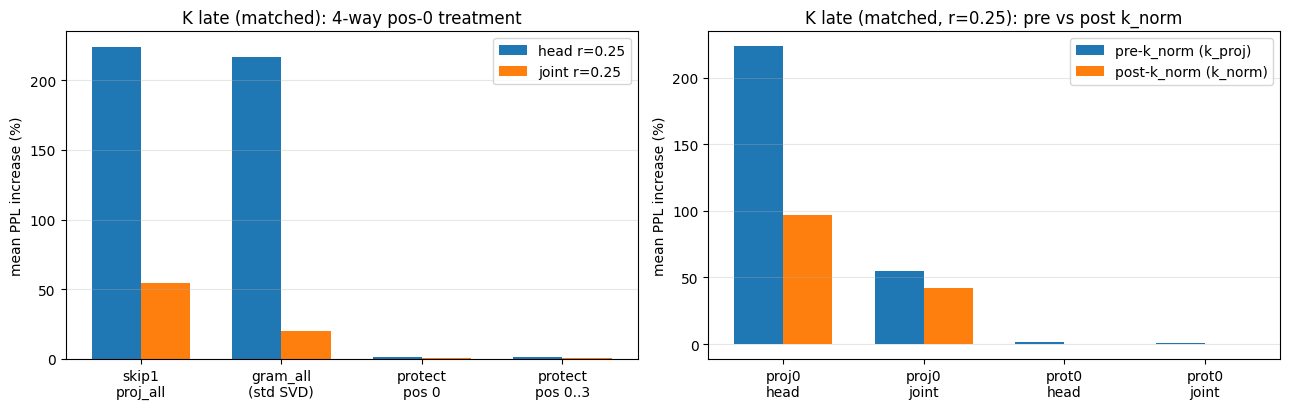 K late (matched): 4-way pos-0 treatment
mean PPL increase (%)
200
150
100
50
0
head r=0.25
joint r=0.25
skip1
proj_all
gram_all
(std SVD)
protect
pos 0
protect
pos 0..3
K late (matched, r=0.25): pre vs post k_norm
mean PPL increase (%)
200
150
100
50
0
pre-k_norm (k_proj)
post-k_norm (k_norm)
proj0
head
proj0
joint
prot0
head
prot0
joint